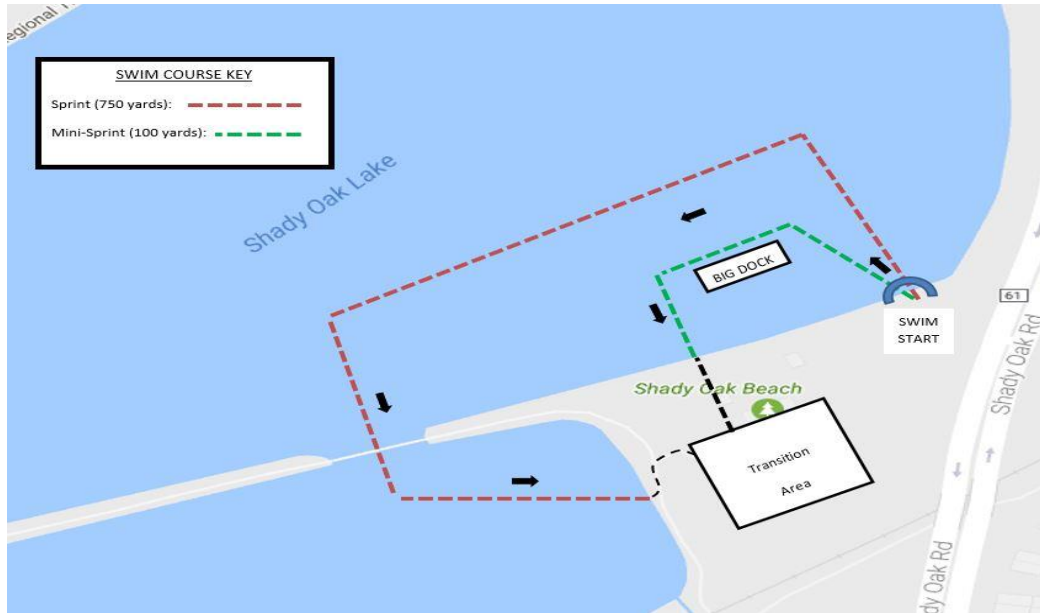 egional T
SWIM COURSE KEY
Sprint (750 yards):
Mini-Sprint (100 yards):
Shady Oak Lake
BIG DOCK
61
SWIM
START
Shady Oak Rd
Shady Oak Beach
Transition
Area
dy Oak Rd